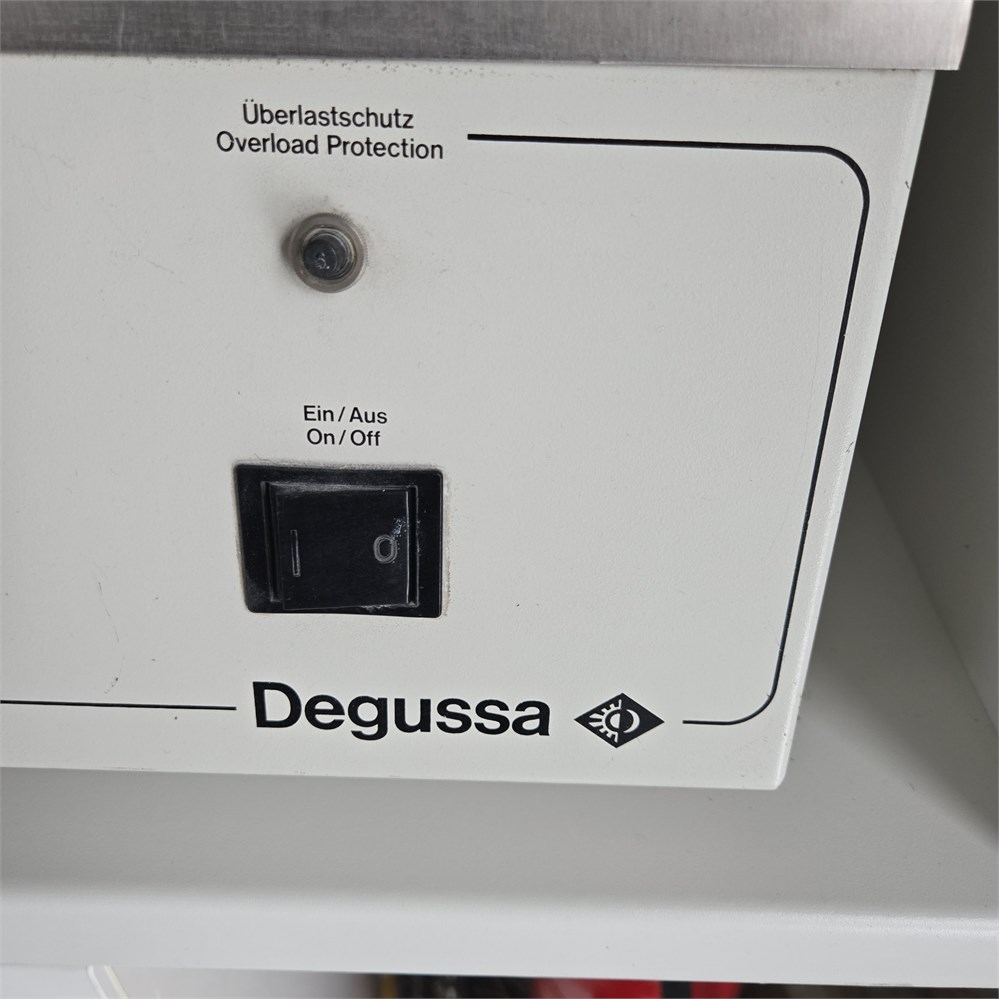 Überlastschutz
Overload Protection
Ein / Aus
On / Off
I O
Degussa